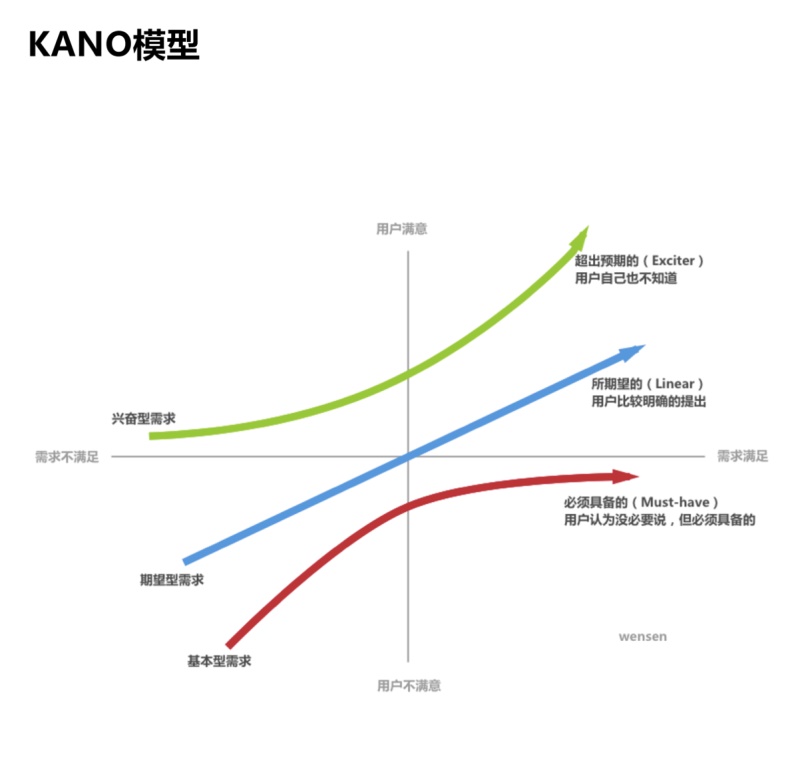 KANO模型
用户满意
超出预期的（Exciter）
用户自己也不知道
所期望的（Linear）
用户比较明确的提出
兴奋型需求
需求不满足
需求满足
必须具备的（Must-have）
用户认为没必要说，但必须具备的
期望型需求
wensen
基本型需求
用户不满意